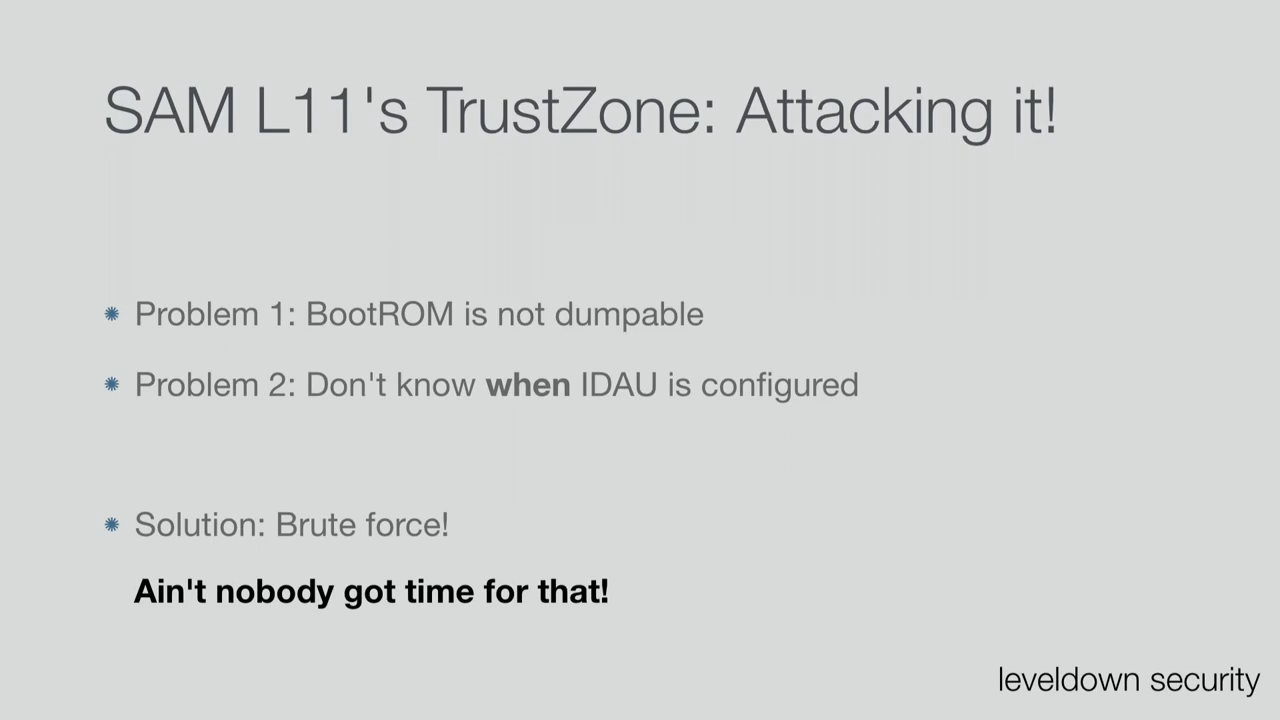 SAM L11's TrustZone: Attacking it!
Problem 1: BootROM is not dumpable
Problem 2: Don't know when IDAU is configured
Solution: Brute force!
Ain't nobody got time for that!
leveldown security